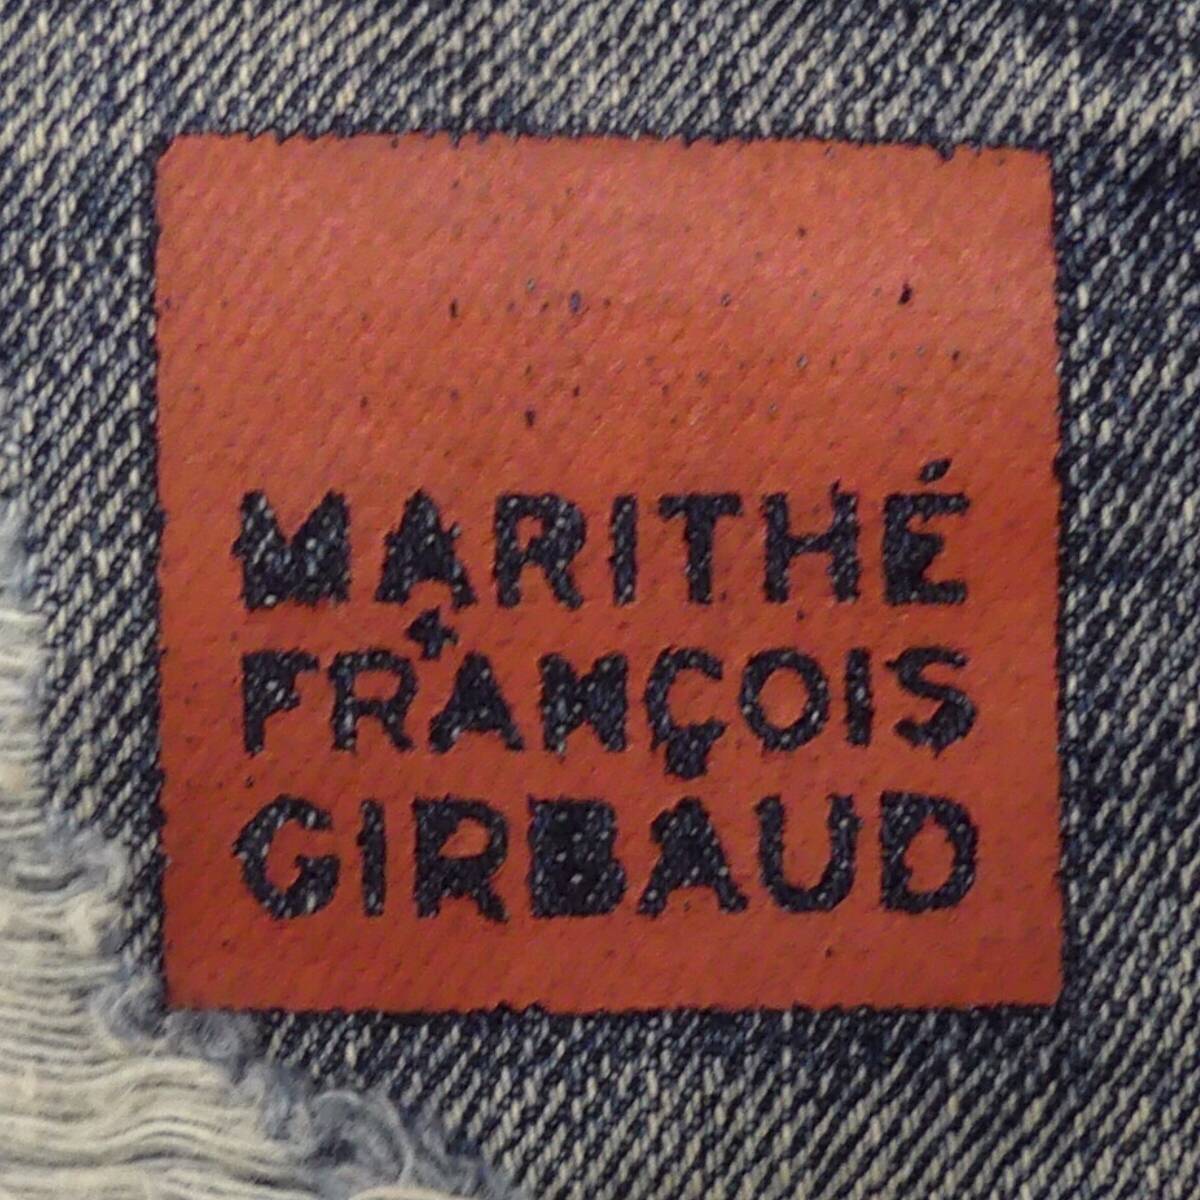 MARITHÉ
+
FRANÇOIS
GIRBAUD